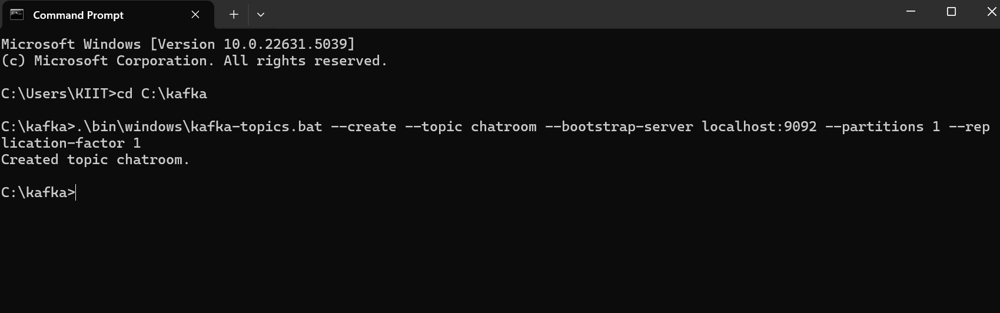 Command Prompt
Microsoft Windows [Version 10.0.22631.5039]
(c) Microsoft Corporation. All rights reserved.
C:\Users\KIIT>cd C:\kafka
C:\kafka>.\bin\windows\kafka-topics.bat --create --topic chatroom --bootstrap-server localhost:9092 --partitions 1 --rep
lication-factor 1
Created topic chatroom.
C:\kafka>